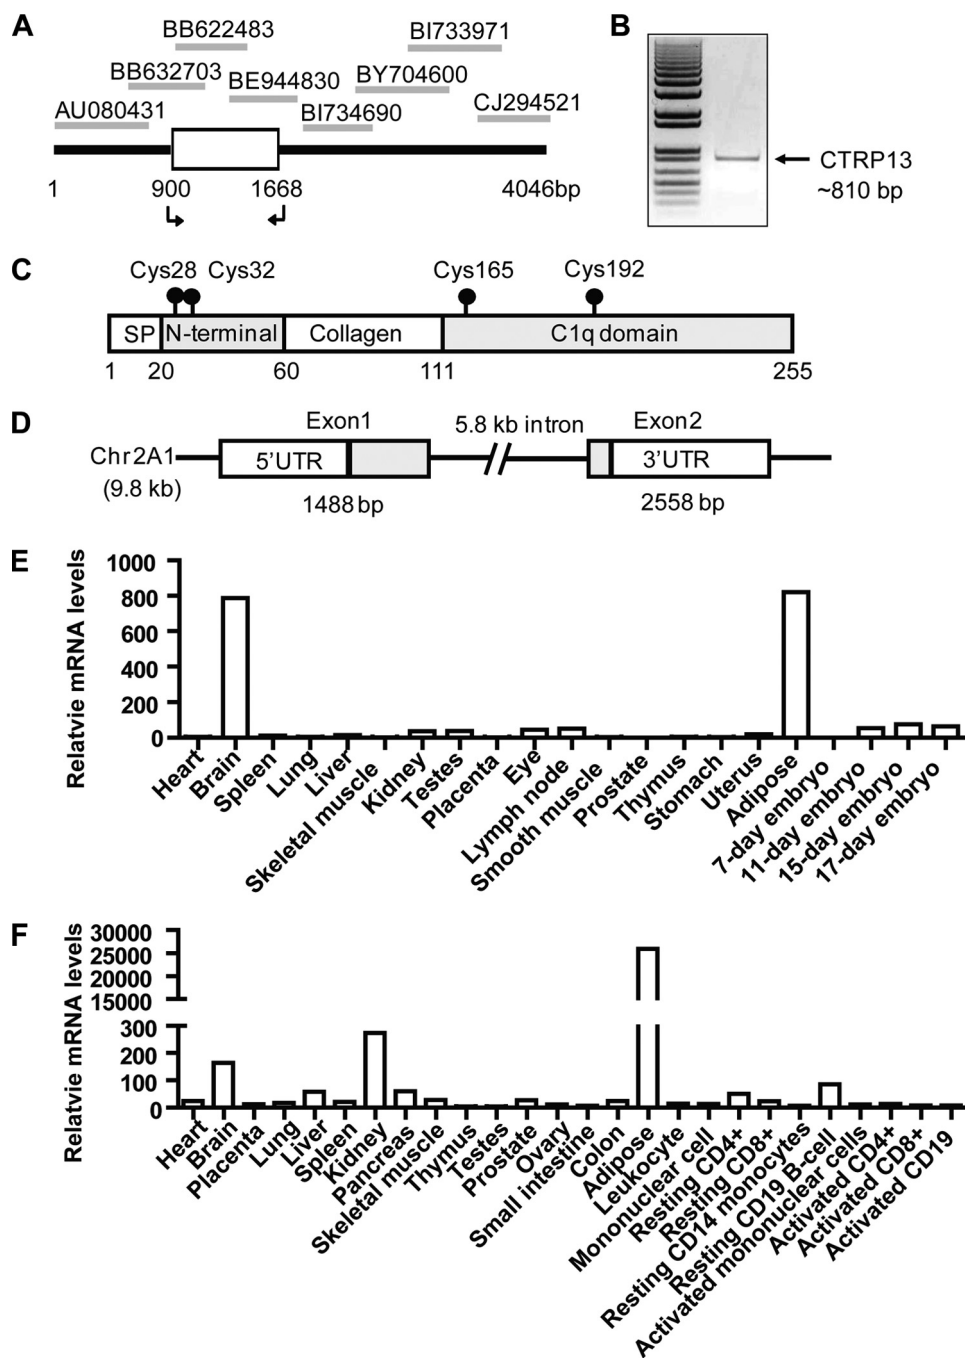 A
BB622483
BI733971
BB632703
BE944830
BY704600
AU080431
BI734690
CJ294521
1 900 1668 4046bp
B
CTRP13
~810 bp
C
Cys28 Cys32 Cys165 Cys192
SP N-terminal Collagen C1q domain
1 20 60 111 255
D
Exon1 5.8 kb intron Exon2
Chr2A1 5'UTR 3'UTR
(9.8 kb) 1488 bp 2558 bp
E
Relatvie mRNA levels
1000
800
600
400
200
0
Heart
Brain
Spleen
Lung
Liver
Skeletal muscle
Kidney
Testes
Placenta
Eye
Lymph node
Smooth muscle
Prostate
Thymus
Stomach
Uterus
Adipose
7-day embryo
11-day embryo
15-day embryo
17-day embryo
F
Relatvie mRNA levels
30000
25000
20000
15000
300
200
100
0
Heart
Brain
Placenta
Lung
Liver
Spleen
Kidney
Pancreas
Skeletal muscle
Thymus
Testes
Prostate
Ovary
Small intestine
Colon
Adipose
Leukocyte
Mononuclear cell
Resting CD4+
Resting CD8+
Resting CD14 monocytes
Resting CD19 B-cell
Activated mononuclear cells
Activated CD4+
Activated CD8+
Activated CD19